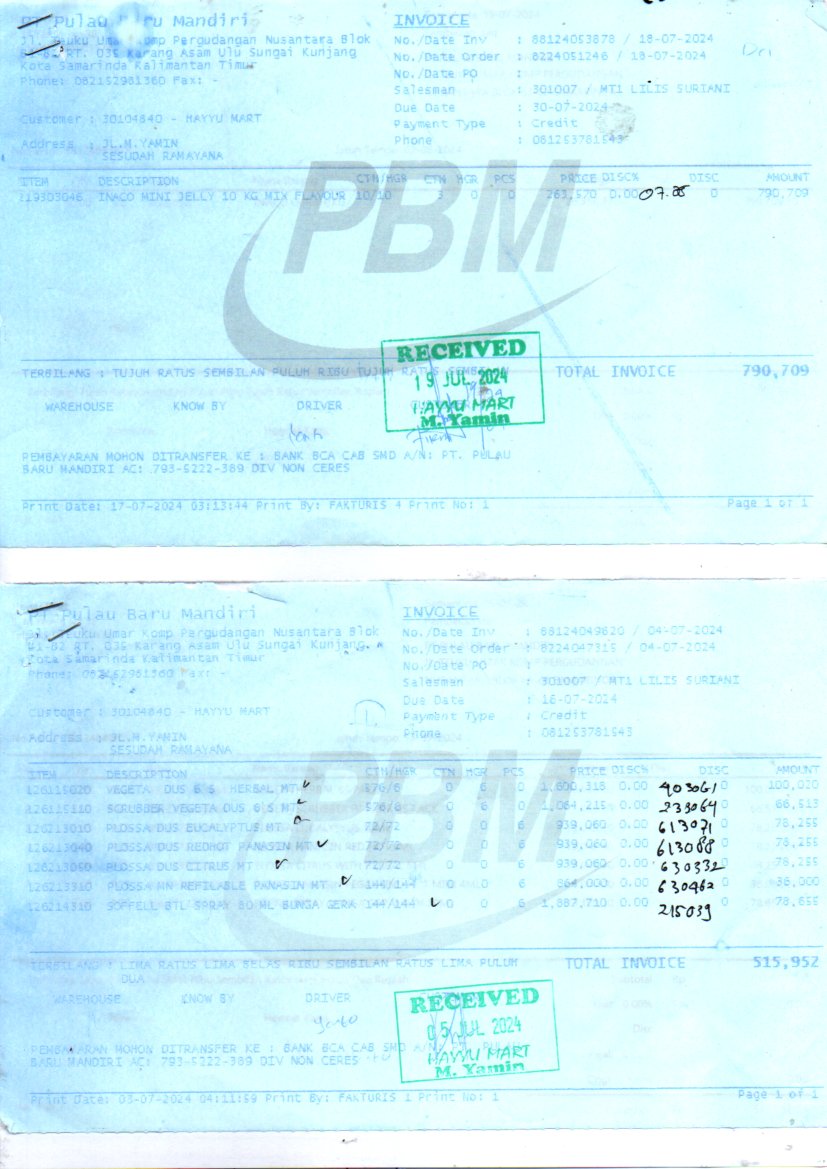 PT Pulau Baru Mandiri
Jl. Teuku Umar Komp Pergudangan Nusantara Blok
RT. 035 Karang Asam Ulu Sungai Kunjang
Kota Samarinda Kalimantan Timur
Phone: 082152981360 Fax: -
Customer : 30104840 - HAYYU MART
Address : JL.M.YAMIN
SESUDAH RAMAYANA
INVOICE
No./Date Inv : 88124053878 / 18-07-2024
No./Date Order : 8224051246 / 18-07-2024
No./Date PO :
Salesman : 301007 / MT1 LILIS SURIANI
Due Date : 30-07-2024
Payment Type : Credit
Phone : 081253781543
ITEM DESCRIPTION CTN/HGR CTN HGR PCS PRICE DISC% DISC AMOUNT
219303046 INACO MINI JELLY 10 KG MIX FLAVOUR 10/10 3 0 0 263,570 0.00 0 790,709
PBM
TERBILANG : TUJUH RATUS SEMBILAN PULUH RIBU TUJUH RATUS SEMBILAN
TOTAL INVOICE 790,709
WAREHOUSE KNOW BY DRIVER
RECEIVED
19 JUL 2024
HAYYU MART
M. Yamin
PEMBAYARAN MOHON DITRANSFER KE : BANK BCA CAB SMD A/N: PT. PULAU
BARU MANDIRI AC: 793-5222-389 DIV NON CERES
Print Date: 17-07-2024 03:13:44 Print By: FAKTURIS 4 Print No: 1 Page 1 of 1
PT Pulau Baru Mandiri
Jl. Teuku Umar Komp Pergudangan Nusantara Blok
B1-B2 RT. 035 Karang Asam Ulu Sungai Kunjang
Kota Samarinda Kalimantan Timur
Phone: 082152981360 Fax: -
Customer : 30104840 - HAYYU MART
Address : JL.M.YAMIN
SESUDAH RAMAYANA
INVOICE
No./Date Inv : 88124049820 / 04-07-2024
No./Date Order : 8224047315 / 04-07-2024
No./Date PO :
Salesman : 301007 / MT1 LILIS SURIANI
Due Date : 16-07-2024
Payment Type : Credit
Phone : 081253781543
ITEM DESCRIPTION CTN/HGR CTN HGR PCS PRICE DISC% DISC AMOUNT
126115020 VEGETA DUS 6 S HERBAL MT 576/6 0 6 0 1,600,316 0.00 403061 0 100,020
126115110 SCRUBBER VEGETA DUS 6 S MT 576/6 0 6 0 1,064,215 0.00 233064 0 66,513
126213010 PLOSSA DUS EUCALYPTUS MT 72/72 0 0 6 939,060 0.00 613071 0 78,255
126213040 PLOSSA DUS REDHOT PANASIN MT 72/72 0 0 6 939,060 0.00 613088 0 78,255
126213050 PLOSSA DUS CITRUS MT 72/72 0 0 6 939,060 0.00 630332 0 78,255
126213310 PLOSSA MN REFILABLE PANASIN MT 144/144 0 0 6 864,000 0.00 630462 0 36,000
126214310 SOFFELL BTL SPRAY 80 ML BUNGA GERA 144/144 0 0 6 1,887,710 0.00 215039 0 78,655
PBM
TERBILANG : LIMA RATUS LIMA BELAS RIBU SEMBILAN RATUS LIMA PULUH
DUA
TOTAL INVOICE 515,952
WAREHOUSE KNOW BY DRIVER
RECEIVED
05 JUL 2024
HAYYU MART
M. Yamin
PEMBAYARAN MOHON DITRANSFER KE : BANK BCA CAB SMD A/N: PT. PULAU
BARU MANDIRI AC: 793-5222-389 DIV NON CERES
Print Date: 03-07-2024 04:11:59 Print By: FAKTURIS 1 Print No: 1 Page 1 of 1